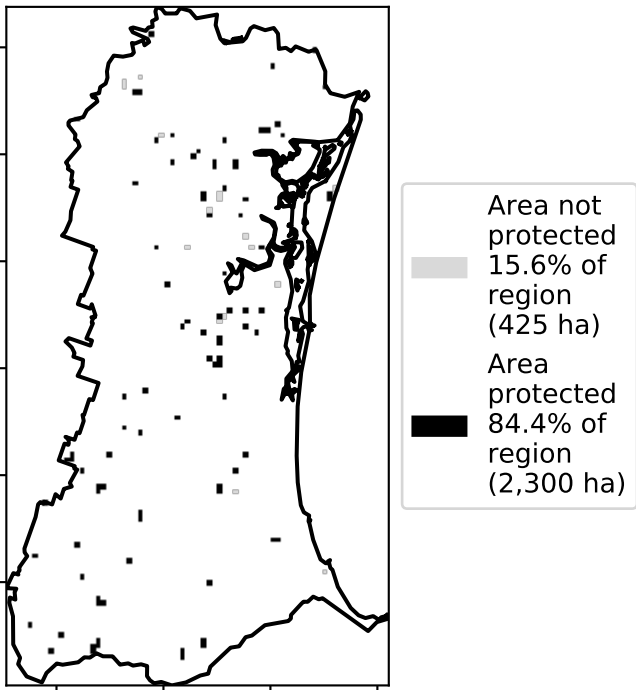 Area not
protected
15.6% of
region
(425 ha)
Area
protected
84.4% of
region
(2,300 ha)